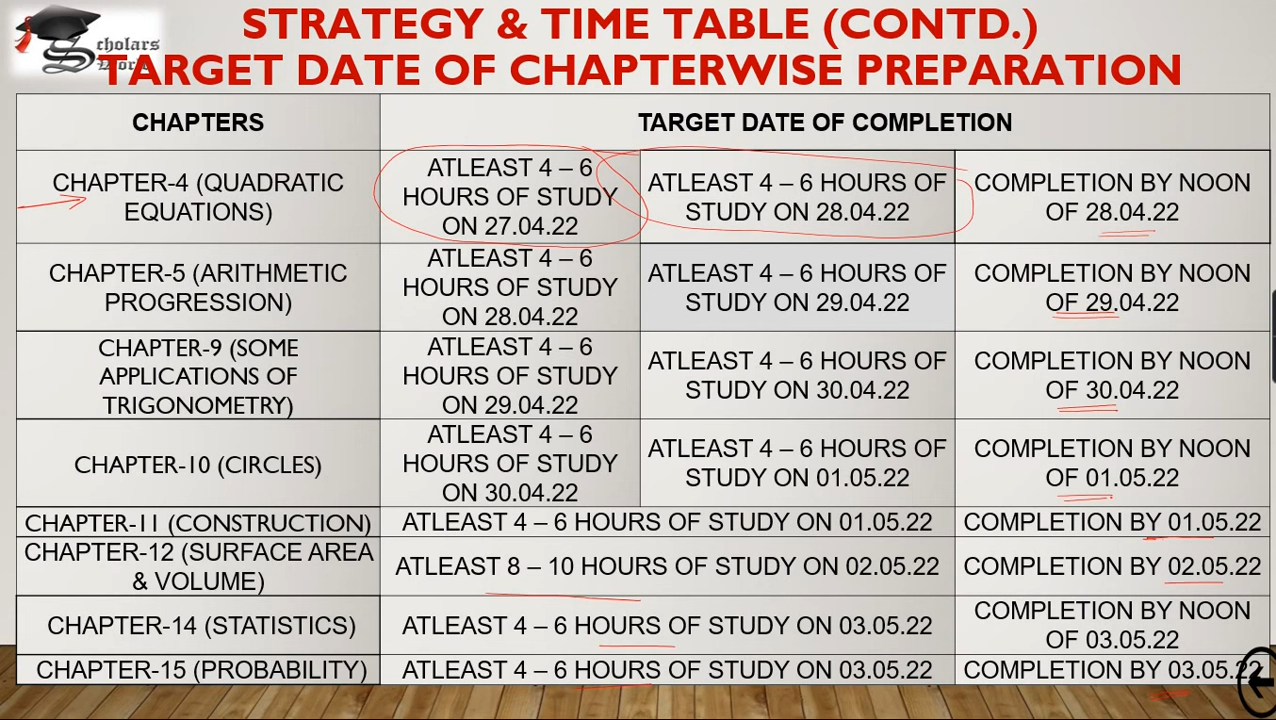 STRATEGY & TIME TABLE (CONTD.)
Scholars
World
TARGET DATE OF CHAPTERWISE PREPARATION
CHAPTERS
TARGET DATE OF COMPLETION
CHAPTER-4 (QUADRATIC
EQUATIONS)
ATLEAST 4 – 6
HOURS OF STUDY
ON 27.04.22
ATLEAST 4 – 6 HOURS OF
STUDY ON 28.04.22
COMPLETION BY NOON
OF 28.04.22
CHAPTER-5 (ARITHMETIC
PROGRESSION)
ATLEAST 4 – 6
HOURS OF STUDY
ON 28.04.22
ATLEAST 4 – 6 HOURS OF
STUDY ON 29.04.22
COMPLETION BY NOON
OF 29.04.22
CHAPTER-9 (SOME
APPLICATIONS OF
TRIGONOMETRY)
ATLEAST 4 – 6
HOURS OF STUDY
ON 29.04.22
ATLEAST 4 – 6 HOURS OF
STUDY ON 30.04.22
COMPLETION BY NOON
OF 30.04.22
CHAPTER-10 (CIRCLES)
ATLEAST 4 – 6
HOURS OF STUDY
ON 30.04.22
ATLEAST 4 – 6 HOURS OF
STUDY ON 01.05.22
COMPLETION BY NOON
OF 01.05.22
CHAPTER-11 (CONSTRUCTION)
ATLEAST 4 – 6 HOURS OF STUDY ON 01.05.22
COMPLETION BY 01.05.22
CHAPTER-12 (SURFACE AREA
& VOLUME)
ATLEAST 8 – 10 HOURS OF STUDY ON 02.05.22
COMPLETION BY 02.05.22
CHAPTER-14 (STATISTICS)
ATLEAST 4 – 6 HOURS OF STUDY ON 03.05.22
COMPLETION BY NOON
OF 03.05.22
CHAPTER-15 (PROBABILITY)
ATLEAST 4 – 6 HOURS OF STUDY ON 03.05.22
COMPLETION BY 03.05.22